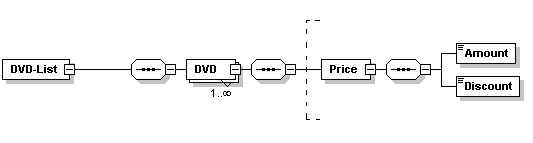 DVD-List
DVD
1..∞
Price
Amount
Discount